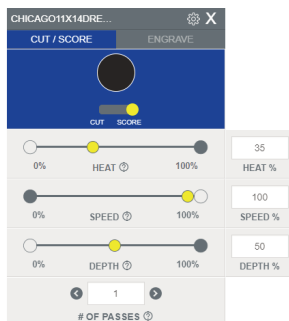 CHICAGO11X14DRE... X
CUT / SCORE ENGRAVE
CUT SCORE
35
0% HEAT ? 100% HEAT %
100
0% SPEED ? 100% SPEED %
50
0% DEPTH ? 100% DEPTH %
1
# OF PASSES ?